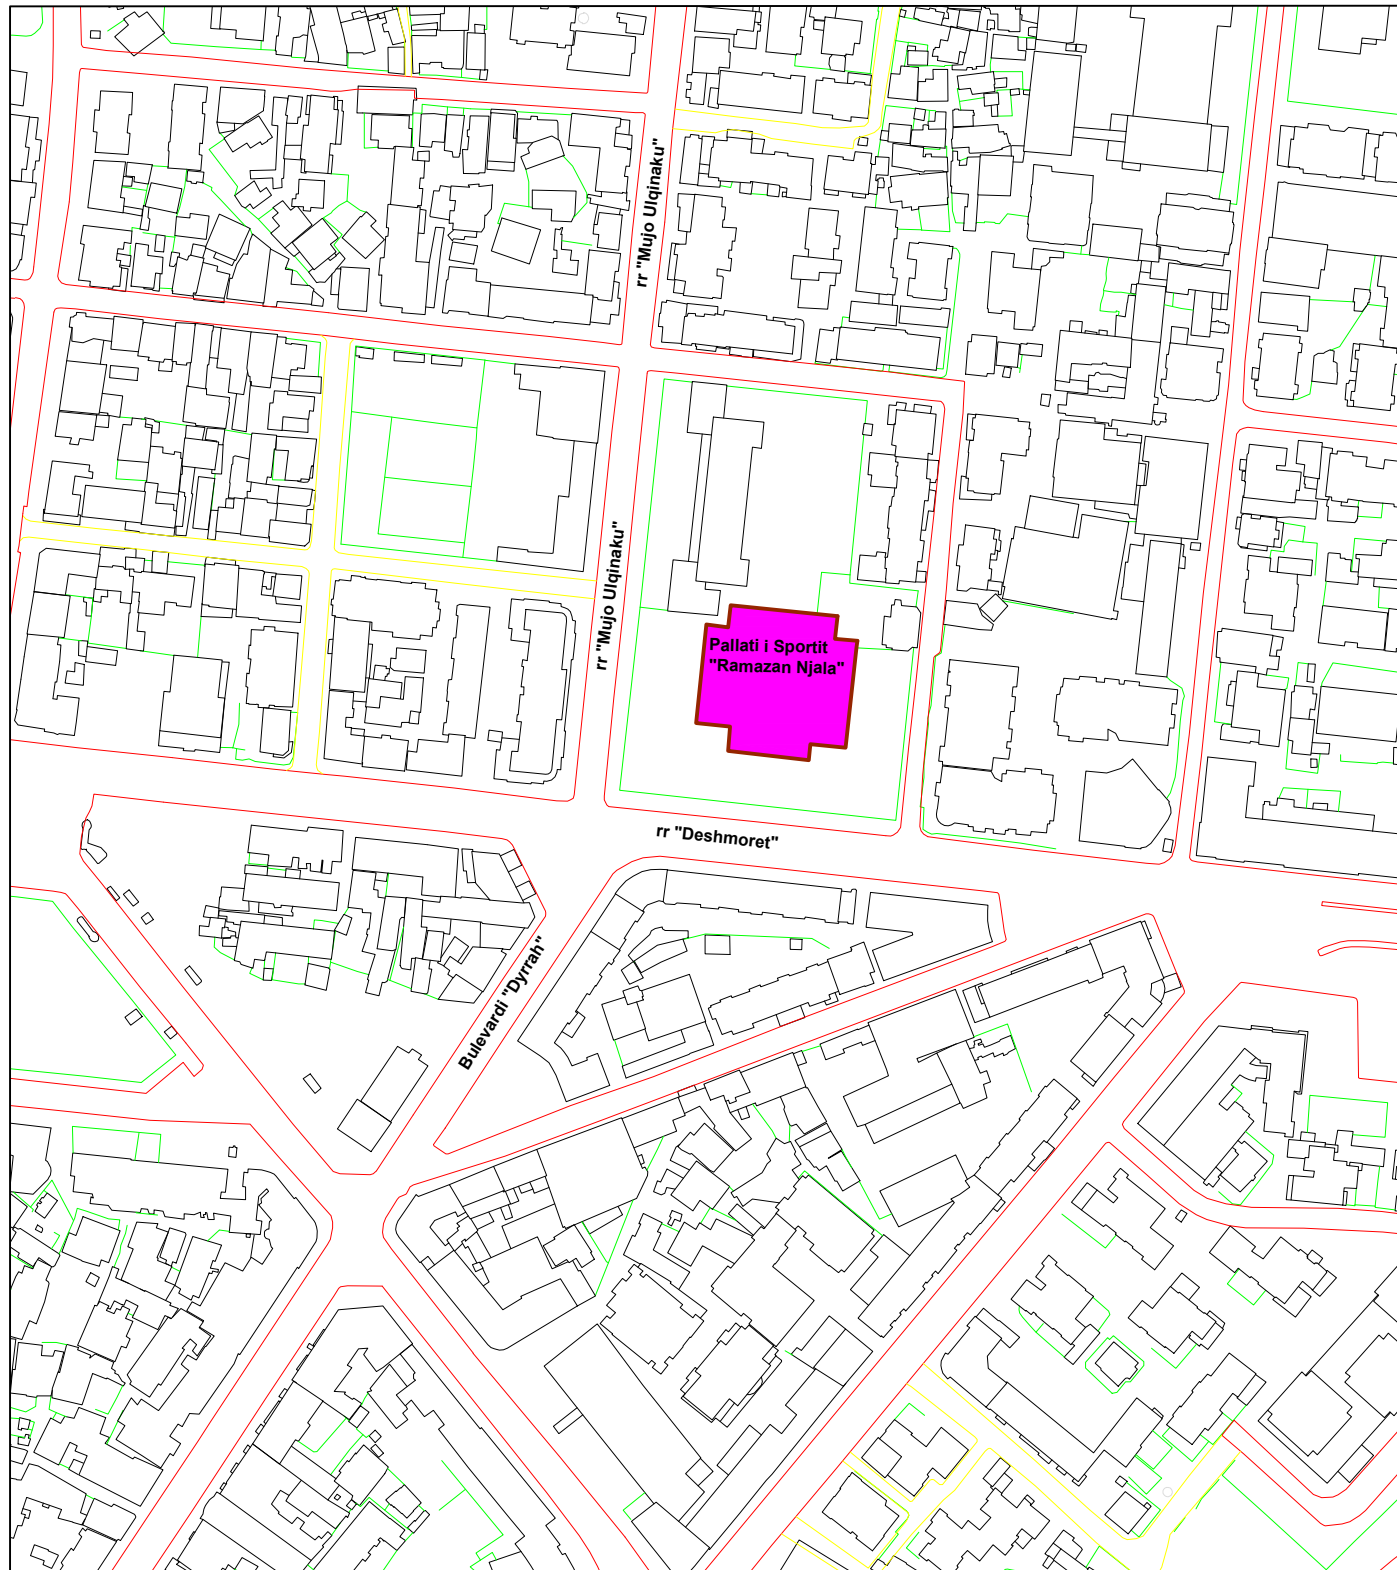 rr "Mujo Ulqinaku"
rr "Mujo Ulqinaku"
Pallati i Sportit
"Ramazan Njala"
rr "Deshmoret"
Bulevardi "Dyrrah"